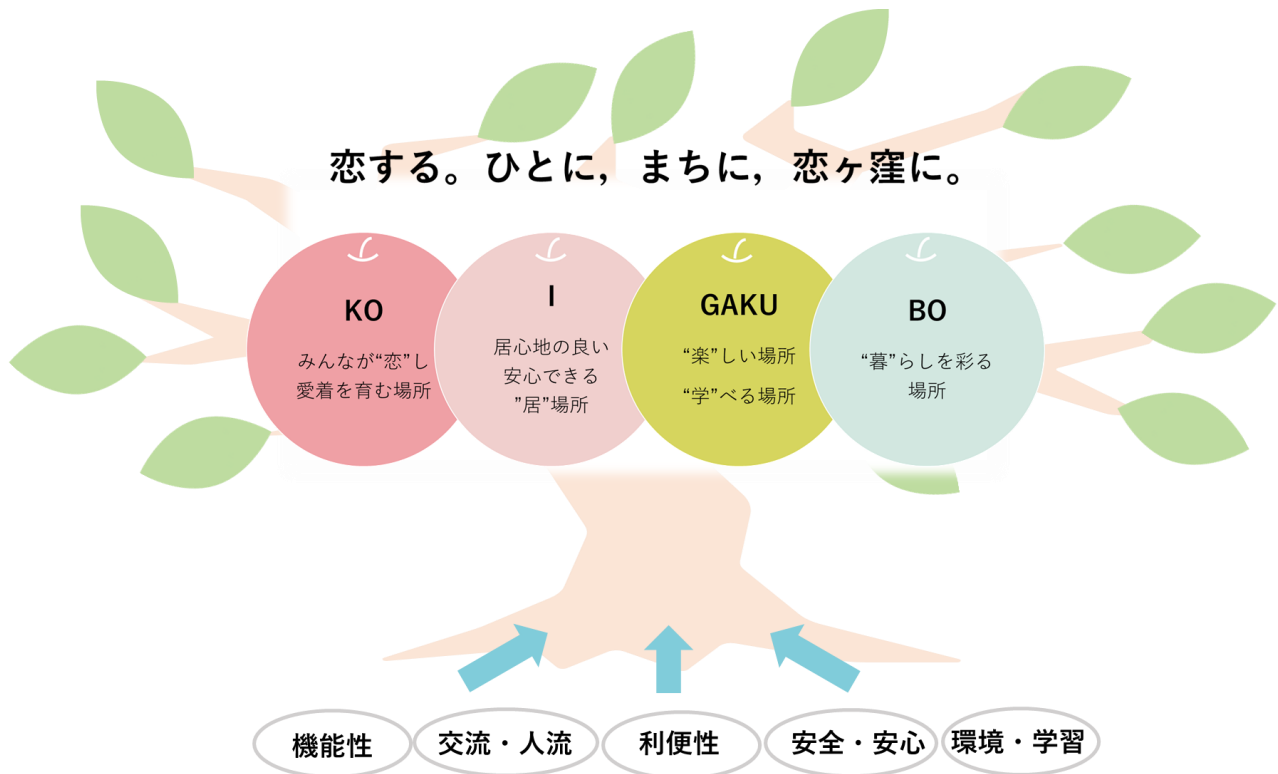 恋する。ひとに，まちに，恋ヶ窪に。
KO
みんなが“恋”し
愛着を育む場所
I
居心地の良い
安心できる
”居”場所
GAKU
“楽”しい場所
“学”べる場所
BO
“暮”らしを彩る
場所
機能性
交流・人流
利便性
安全・安心
環境・学習